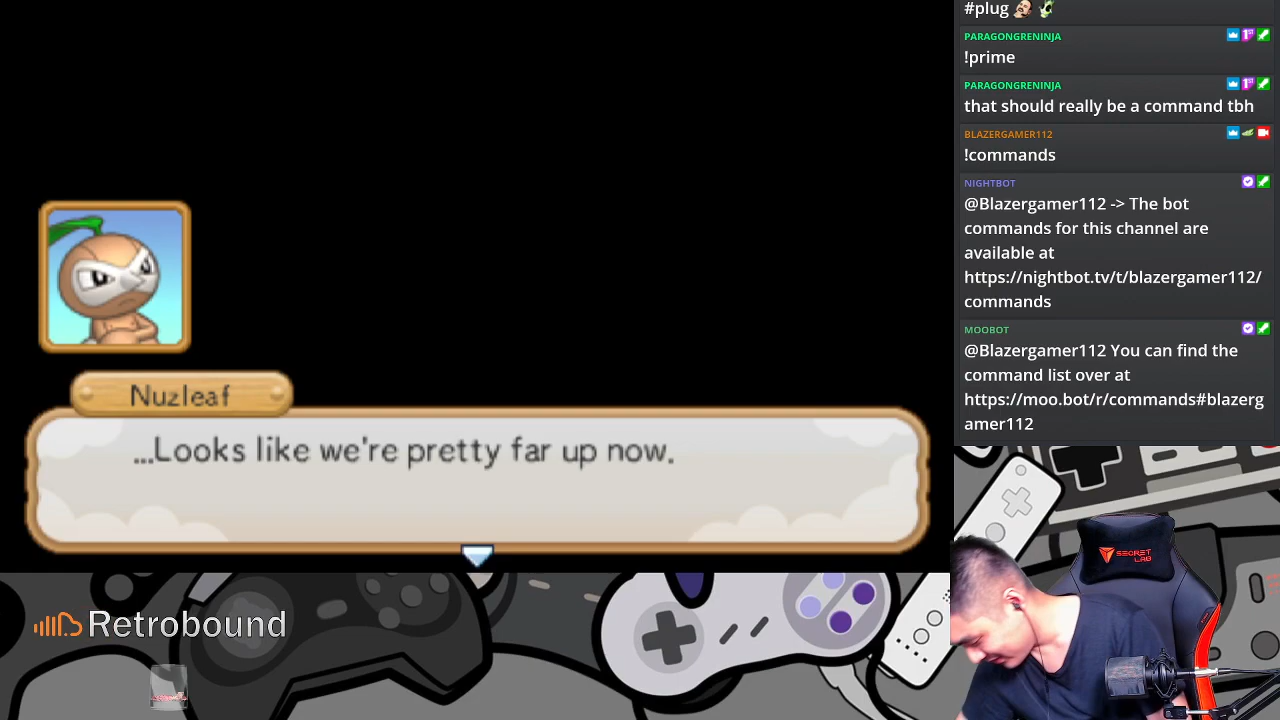 Nuzleaf
...Looks like we're pretty far up now.
Retrobound
#plug
PARAGONGRENINJA
!prime
PARAGONGRENINJA
that should really be a command tbh
BLAZERGAMER112
!commands
NIGHTBOT
@Blazergamer112 -> The bot
commands for this channel are
available at
https://nightbot.tv/t/blazergamer112/
commands
MOOBOT
@Blazergamer112 You can find the
command list over at
https://moo.bot/r/commands#blazerg
amer112
SECRET
LAB